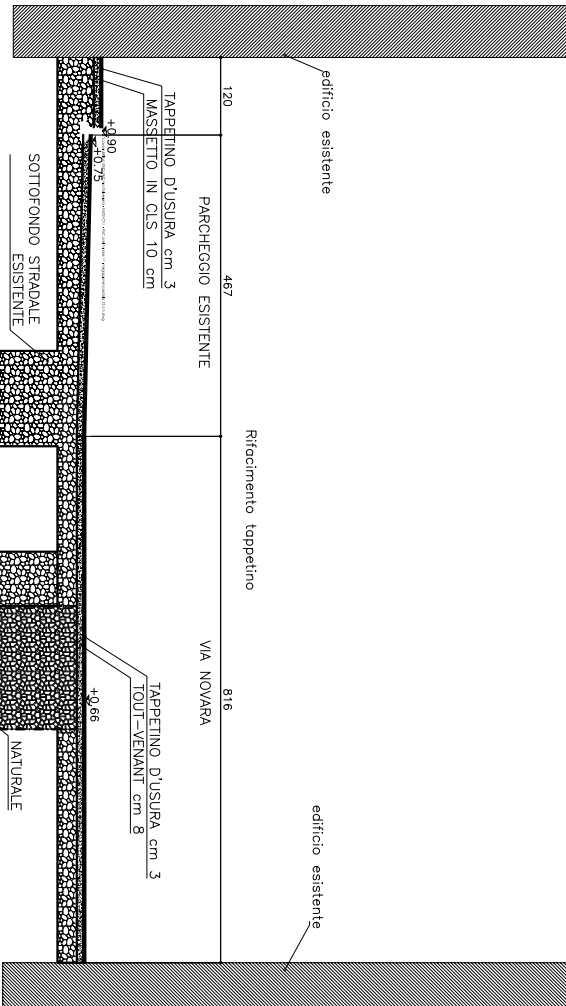 edificio esistente
120
467
816
PARCHEGGIO ESISTENTE
VIA NOVARA
Rifacimento tappetino
edificio esistente
TAPPETINO D'USURA cm 3
MASSETTO IN CLS 10 cm
+0.90
+0.75
SOTTOFONDO STRADALE
ESISTENTE
TAPPETINO D'USURA cm 3
TOUT-VENANT cm 8
+0.66
NATURALE